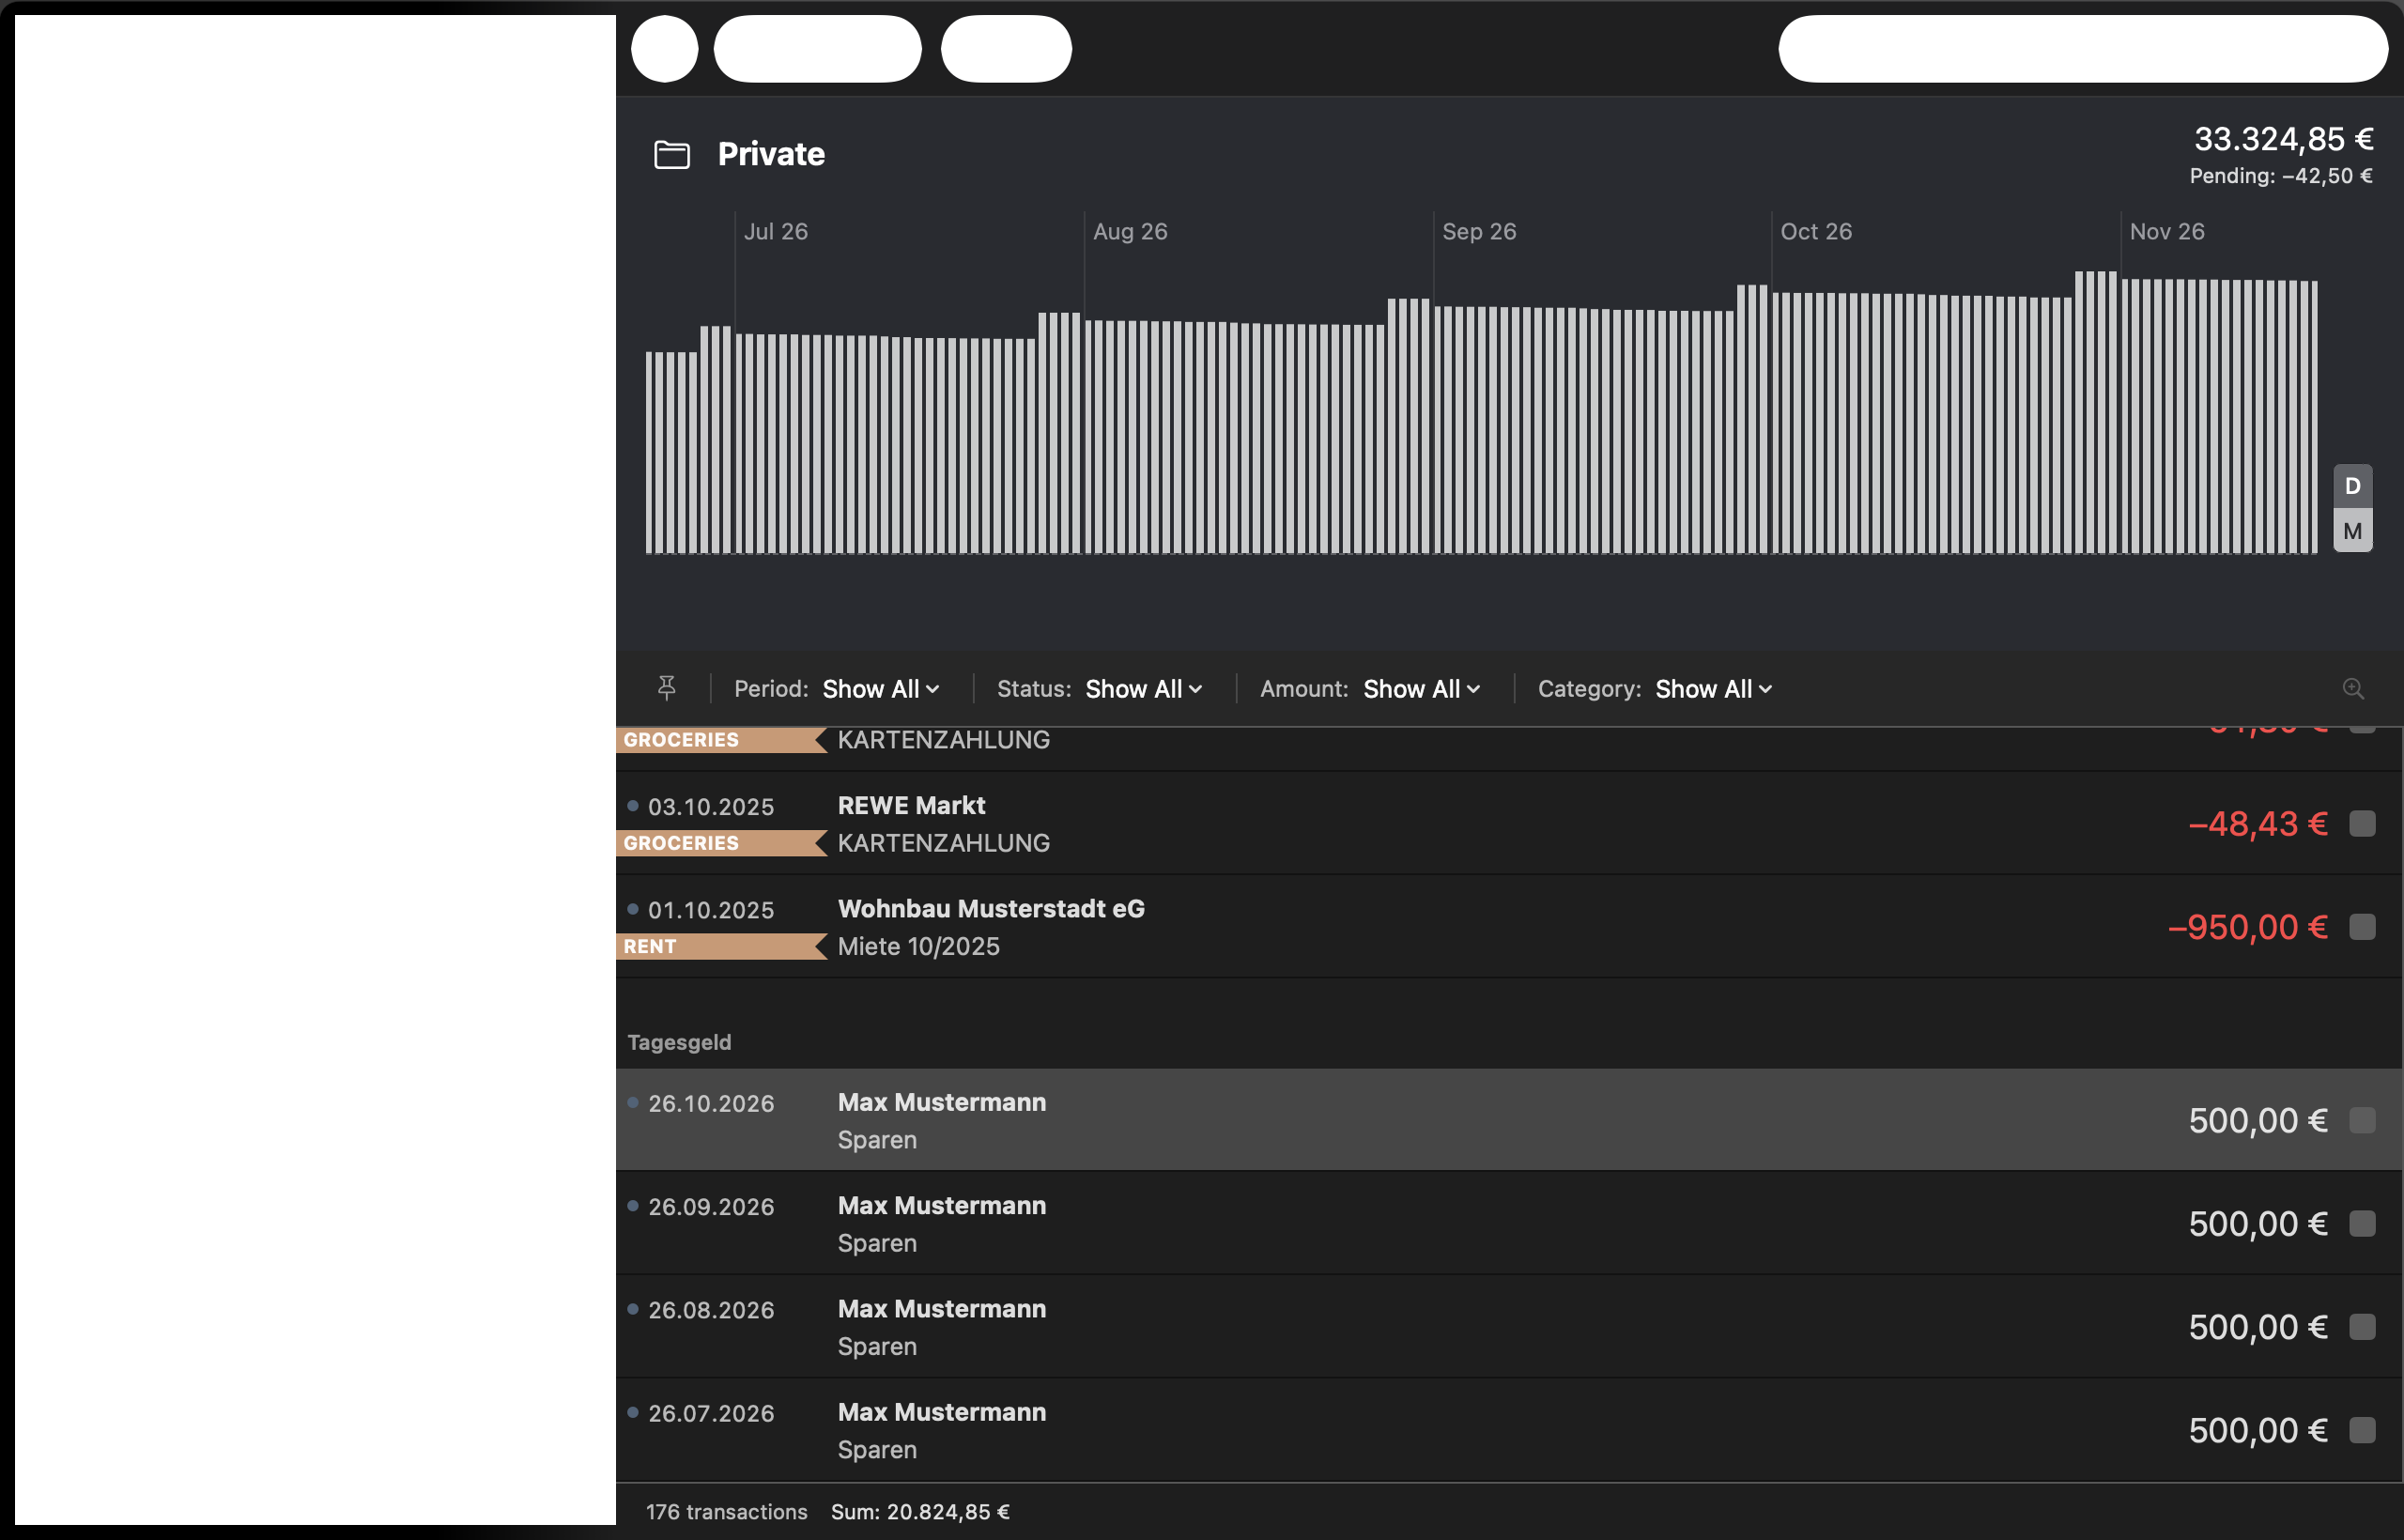 Private
33.324,85 €
Pending: –42,50 €
Jul 26 Aug 26 Sep 26 Oct 26 Nov 26
D
M
Period: Show All Status: Show All Amount: Show All Category: Show All
GROCERIES KARTENZAHLUNG
03.10.2025 REWE Markt
–48,43 €
GROCERIES KARTENZAHLUNG
01.10.2025 Wohnbau Musterstadt eG
–950,00 €
RENT Miete 10/2025
Tagesgeld
26.10.2026 Max Mustermann
500,00 €
Sparen
26.09.2026 Max Mustermann
500,00 €
Sparen
26.08.2026 Max Mustermann
500,00 €
Sparen
26.07.2026 Max Mustermann
500,00 €
Sparen
176 transactions Sum: 20.824,85 €